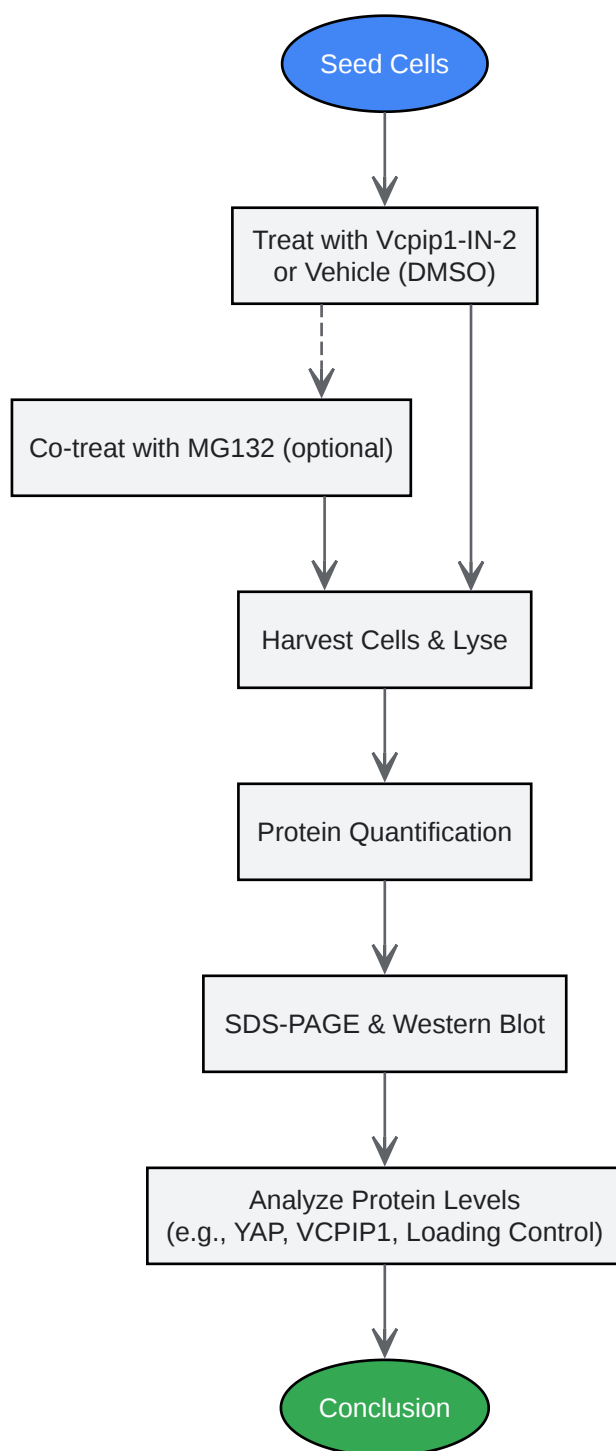 Seed Cells
Treat with Vcpip1-IN-2
or Vehicle (DMSO)
Co-treat with MG132 (optional)
Harvest Cells & Lyse
Protein Quantification
SDS-PAGE & Western Blot
Analyze Protein Levels
(e.g., YAP, VCPIP1, Loading Control)
Conclusion